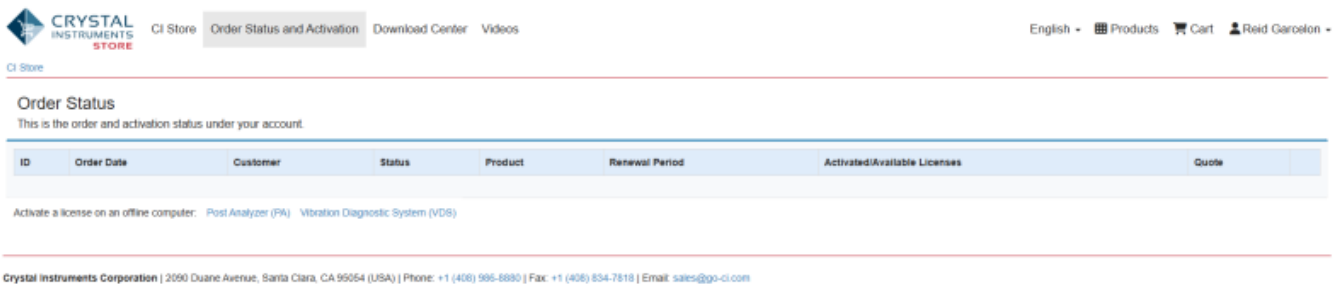 CRYSTAL
INSTRUMENTS
STORE
CI Store Order Status and Activation Download Center Videos English Products Cart Reid Garcelon
CI Store
Order Status
This is the order and activation status under your account.
ID Order Date Customer Status Product Renewal Period Activated/Available Licenses Quote
Activate a license on an offline computer: Post Analyzer (PA) Vibration Diagnostic System (VDS)
Crystal Instruments Corporation | 2090 Duane Avenue, Santa Clara, CA 95054 (USA) | Phone: +1 (408) 986-8880 | Fax: +1 (408) 834-7818 | Email: sales@go-ci.com